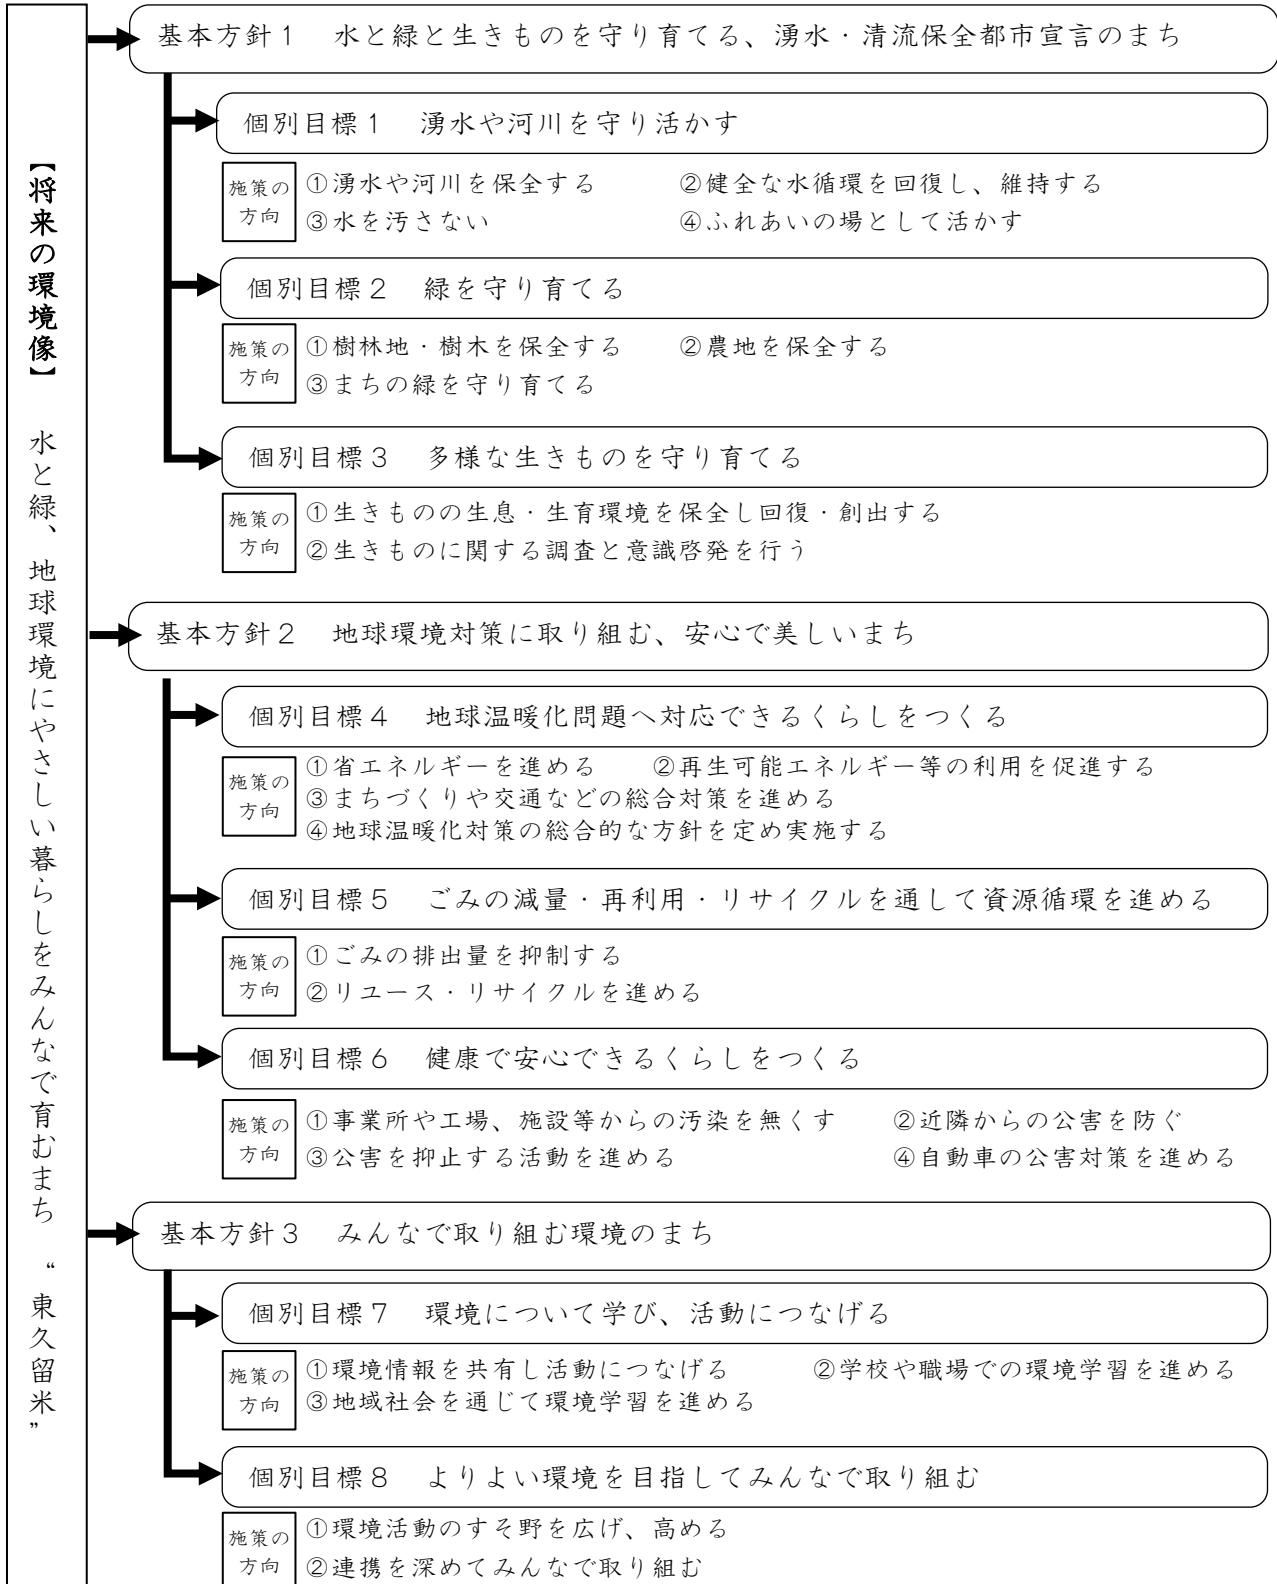 【将来の環境像】　水と緑、地球環境にやさしい暮らしをみんなで育むまち　“東久留米”
基本方針１　水と緑と生きものを守り育てる、湧水・清流保全都市宣言のまち
個別目標１　湧水や河川を守り活かす
施策の
方向
①湧水や河川を保全する　②健全な水循環を回復し、維持する
③水を汚さない　④ふれあいの場として活かす
個別目標２　緑を守り育てる
施策の
方向
①樹林地・樹木を保全する　②農地を保全する
③まちの緑を守り育てる
個別目標３　多様な生きものを守り育てる
施策の
方向
①生きものの生息・生育環境を保全し回復・創出する
②生きものに関する調査と意識啓発を行う
基本方針２　地球環境対策に取り組む、安心で美しいまち
個別目標４　地球温暖化問題へ対応できるくらしをつくる
施策の
方向
①省エネルギーを進める　②再生可能エネルギー等の利用を促進する
③まちづくりや交通などの総合対策を進める
④地球温暖化対策の総合的な方針を定め実施する
個別目標５　ごみの減量・再利用・リサイクルを通して資源循環を進める
施策の
方向
①ごみの排出量を抑制する
②リユース・リサイクルを進める
個別目標６　健康で安心できるくらしをつくる
施策の
方向
①事業所や工場、施設等からの汚染を無くす　②近隣からの公害を防ぐ
③公害を抑止する活動を進める　④自動車の公害対策を進める
基本方針３　みんなで取り組む環境のまち
個別目標７　環境について学び、活動につなげる
施策の
方向
①環境情報を共有し活動につなげる　②学校や職場での環境学習を進める
③地域社会を通じて環境学習を進める
個別目標８　よりよい環境を目指してみんなで取り組む
施策の
方向
①環境活動のすそ野を広げ、高める
②連携を深めてみんなで取り組む